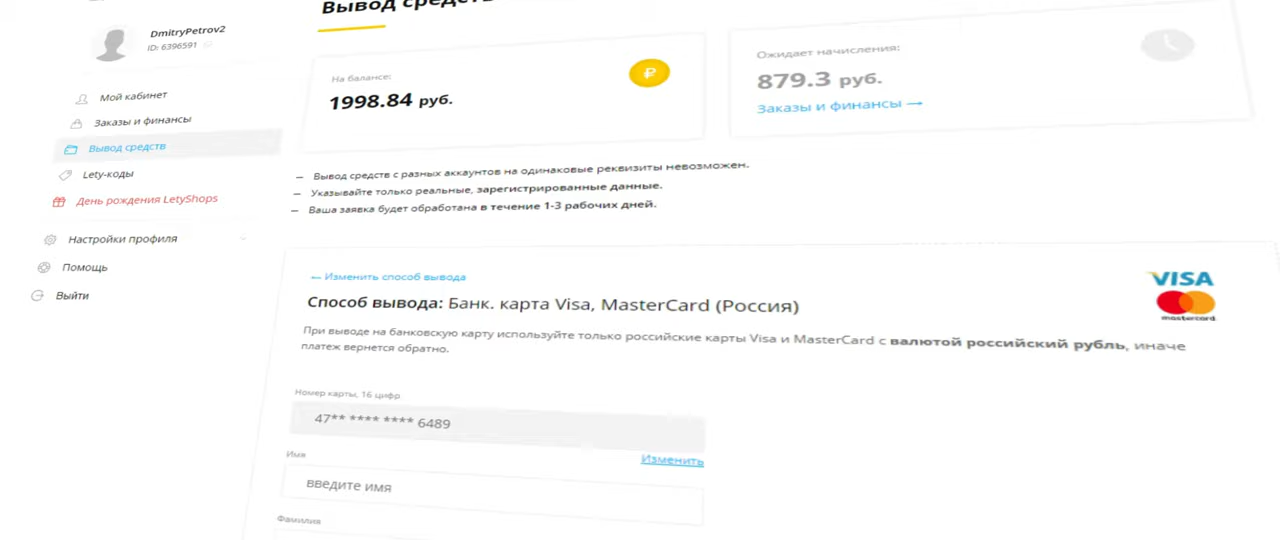 Вывод средств
DmitryPetrov2
ID: 6396591
Мой кабинет
Заказы и финансы
Вывод средств
Lety-коды
День рождения LetyShops
Настройки профиля
Помощь
Выйти
На балансе:
1998.84 руб.
₽
Ожидает начисления:
879.3 руб.
Заказы и финансы →
— Вывод средств с разных аккаунтов на одинаковые реквизиты невозможен.
— Указывайте только реальные, зарегистрированные данные.
— Ваша заявка будет обработана в течение 1-3 рабочих дней.
← Изменить способ вывода
Способ вывода: Банк. карта Visa, MasterCard (Россия)
VISA
mastercard
При выводе на банковскую карту используйте только российские карты Visa и MasterCard с валютой российский рубль, иначе
платеж вернется обратно.
Номер карты, 16 цифр
47** **** **** 6489
Изменить
Имя
введите имя
Фамилия